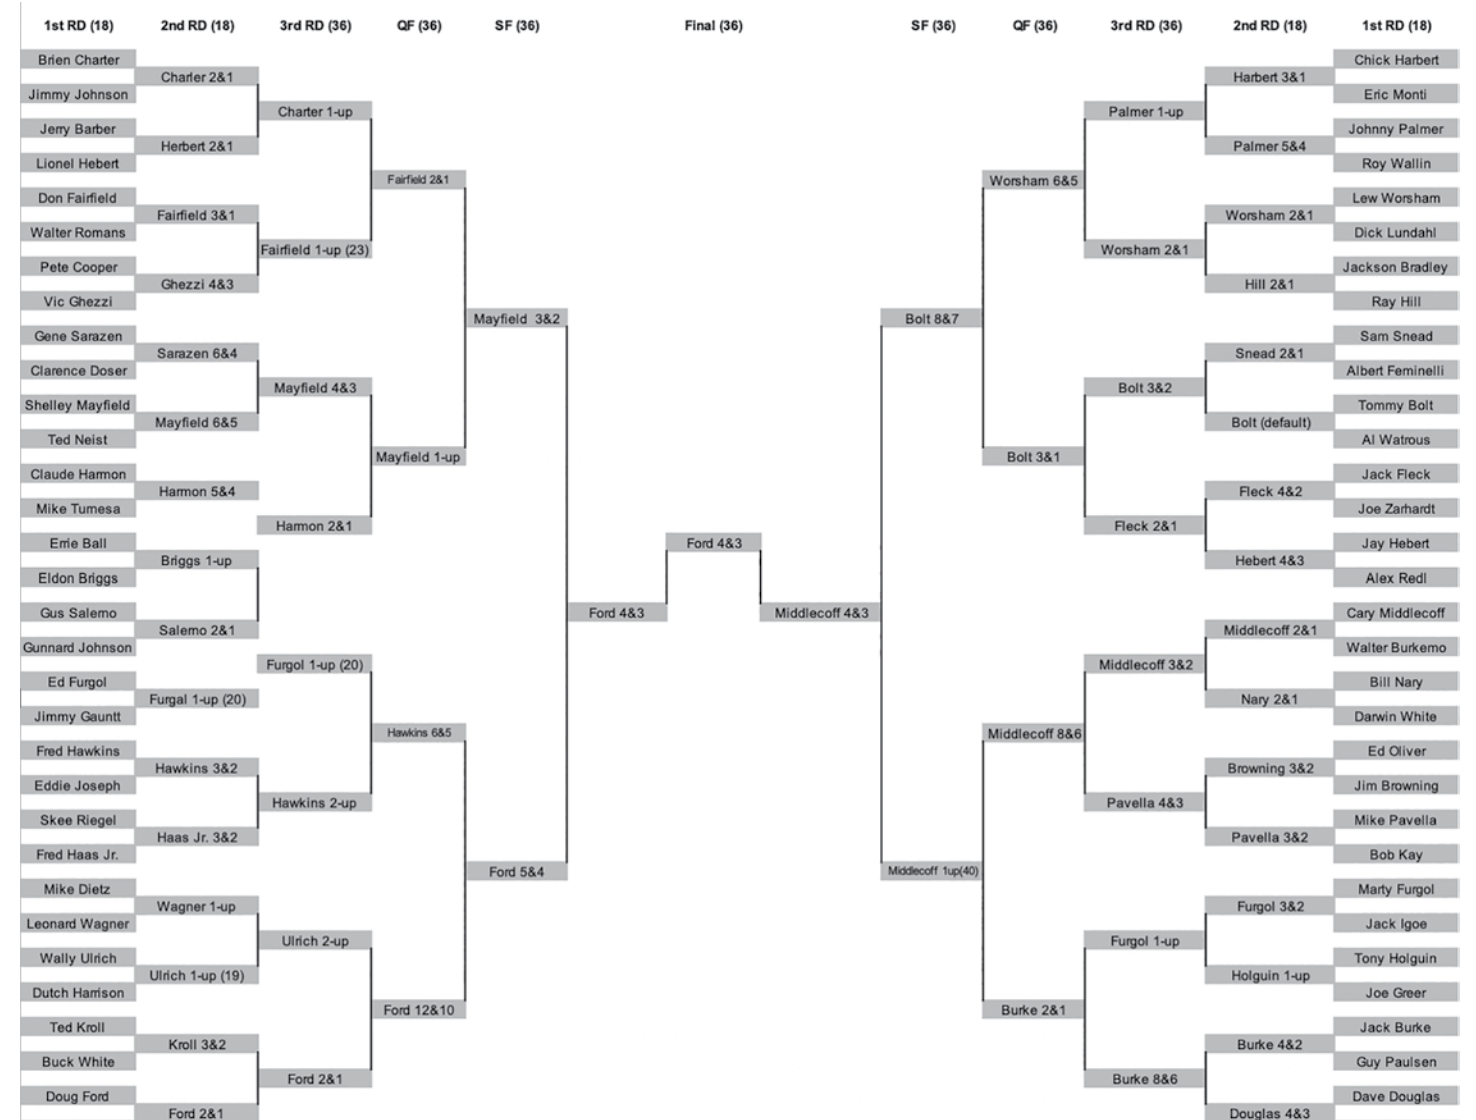 1st RD (18)
2nd RD (18)
3rd RD (36)
QF (36)
SF (36)
Final (36)
SF (36)
QF (36)
3rd RD (36)
2nd RD (18)
1st RD (18)
Brien Charter
Jimmy Johnson
Jerry Barber
Lionel Hebert
Don Fairfield
Walter Romans
Pete Cooper
Vic Ghezzi
Gene Sarazen
Clarence Doser
Shelley Mayfield
Ted Neist
Claude Harmon
Mike Turnesa
Errie Ball
Eldon Briggs
Gus Salerno
Gunnard Johnson
Ed Furgol
Jimmy Gauntt
Fred Hawkins
Eddie Joseph
Skee Riegel
Fred Haas Jr.
Mike Dietz
Leonard Wagner
Wally Ulrich
Dutch Harrison
Ted Kroll
Buck White
Doug Ford
Charler 2&1
Herbert 2&1
Fairfield 3&1
Ghezzi 4&3
Sarazen 6&4
Mayfield 6&5
Harmon 5&4
Briggs 1-up
Salerno 2&1
Furgal 1-up (20)
Hawkins 3&2
Haas Jr. 3&2
Wagner 1-up
Ulrich 1-up (19)
Kroll 3&2
Ford 2&1
Charter 1-up
Fairfield 1-up (23)
Mayfield 4&3
Harmon 2&1
Furgol 1-up (20)
Hawkins 2-up
Ulrich 2-up
Ford 2&1
Fairfield 2&1
Mayfield 1-up
Hawkins 6&5
Ford 12&10
Mayfield 3&2
Ford 5&4
Ford 4&3
Ford 4&3
Middlecoff 4&3
Bolt 8&7
Middlecoff 1up(40)
Worsham 6&5
Bolt 3&1
Middlecoff 8&6
Burke 2&1
Palmer 1-up
Worsham 2&1
Bolt 3&2
Fleck 2&1
Middlecoff 3&2
Pavella 4&3
Furgol 1-up
Burke 8&6
Harbert 3&1
Palmer 5&4
Worsham 2&1
Hill 2&1
Snead 2&1
Bolt (default)
Fleck 4&2
Hebert 4&3
Middlecoff 2&1
Nary 2&1
Browning 3&2
Pavella 3&2
Furgol 3&2
Holguin 1-up
Burke 4&2
Douglas 4&3
Chick Harbert
Eric Monti
Johnny Palmer
Roy Wallin
Lew Worsham
Dick Lundahl
Jackson Bradley
Ray Hill
Sam Snead
Albert Feminelli
Tommy Bolt
Al Watrous
Jack Fleck
Joe Zarhardt
Jay Hebert
Alex Redl
Cary Middlecoff
Walter Burkemo
Bill Nary
Darwin White
Ed Oliver
Jim Browning
Mike Pavella
Bob Kay
Marty Furgol
Jack Igoe
Tony Holguin
Joe Greer
Jack Burke
Guy Paulsen
Dave Douglas